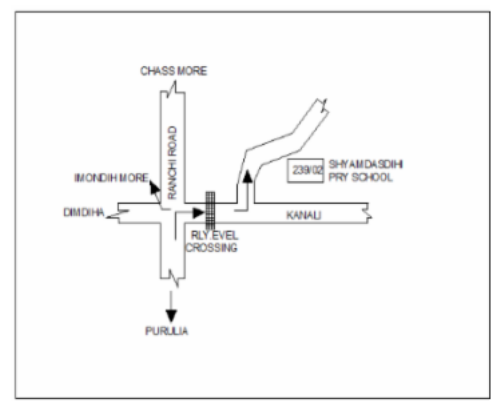 CHASS MORE
RANCHI ROAD
IMONDIH MORE
239/02
SHYAMDASDIHI
PRY SCHOOL
DIMDIHA
KANALI
RLY.EVEL
CROSSING
PURULIA